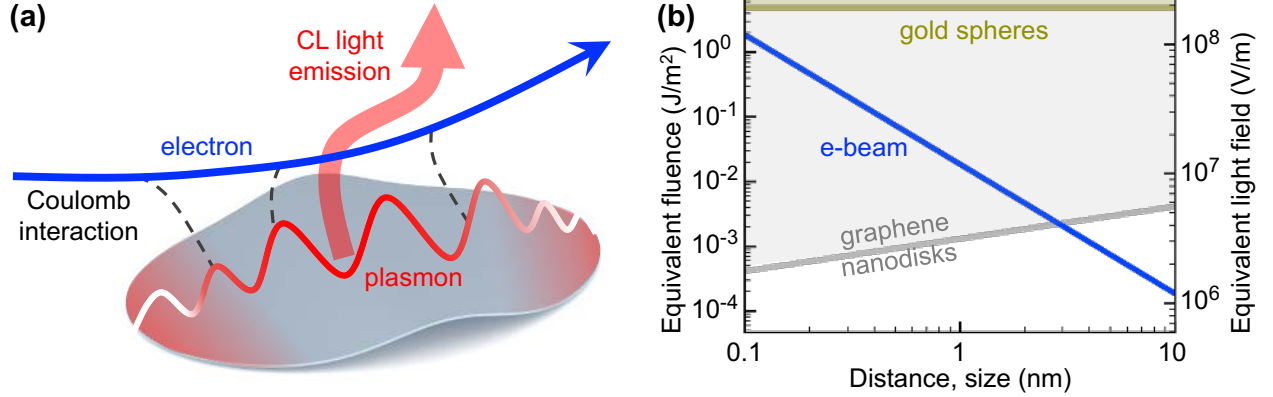 (a)
CL light
emission
electron
Coulomb
interaction
plasmon
(b)
Equivalent fluence (J/m²)
10⁰
10⁻¹
10⁻²
10⁻³
10⁻⁴
gold spheres
e-beam
graphene
nanodisks
10⁸
10⁷
10⁶
Equivalent light field (V/m)
0.1
1
10
Distance, size (nm)